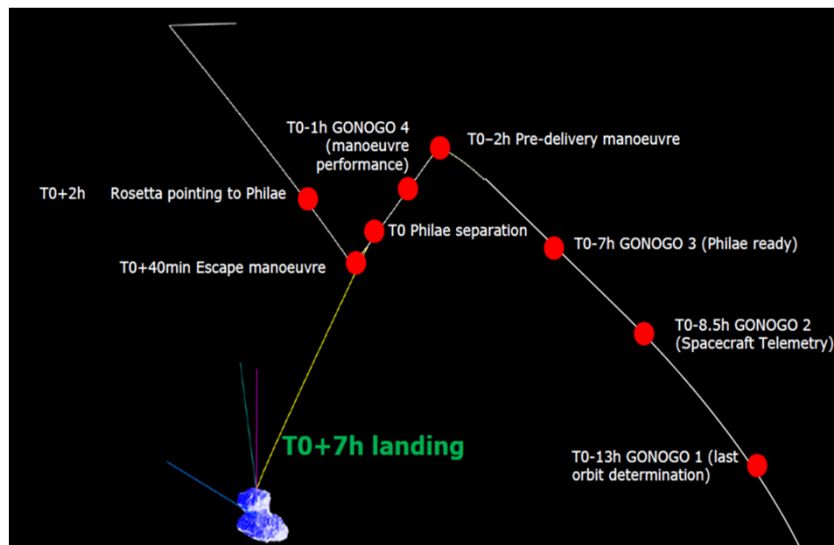 T0-1h GONOGO 4
(manoeuvre
performance)
T0–2h Pre-delivery manoeuvre
T0+2h Rosetta pointing to Philae
T0 Philae separation
T0-7h GONOGO 3 (Philae ready)
T0+40min Escape manoeuvre
T0-8.5h GONOGO 2
(Spacecraft Telemetry)
T0+7h landing
T0-13h GONOGO 1 (last
orbit determination)